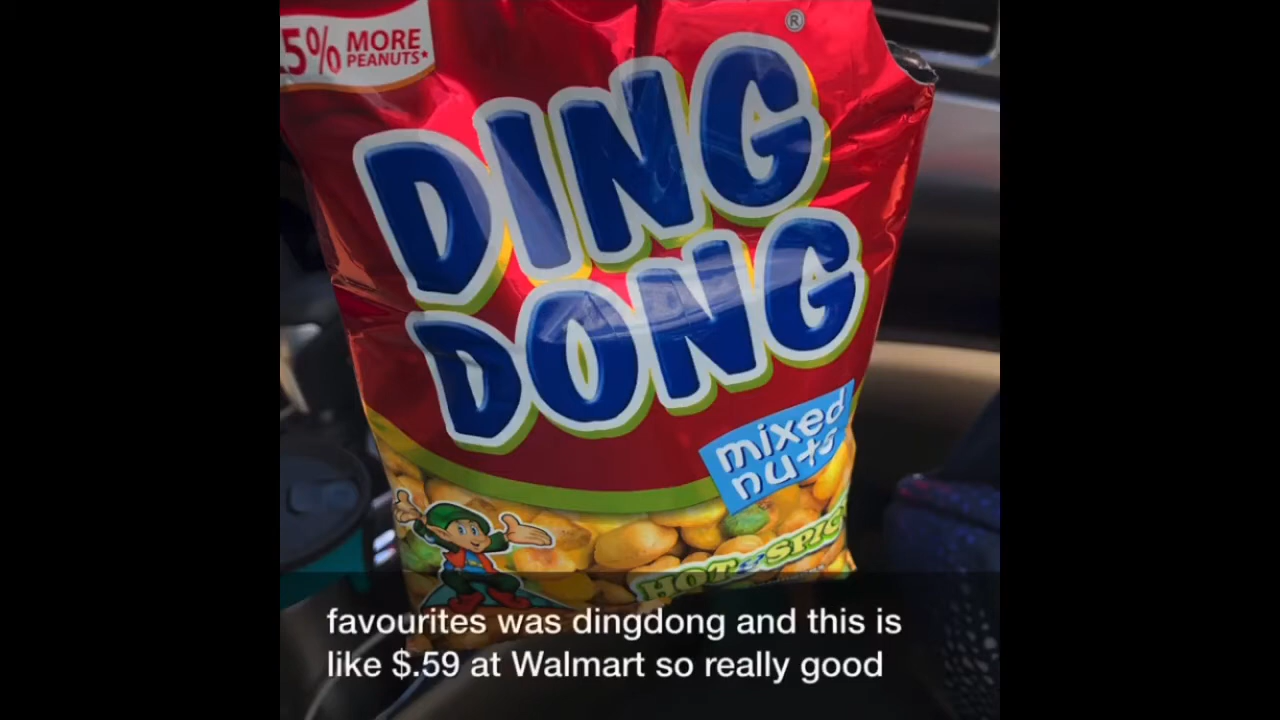 5% MORE
PEANUTS*
®
DING
DONG
mixed
nuts
HOT & SPICY
favourites was dingdong and this is
like $.59 at Walmart so really good